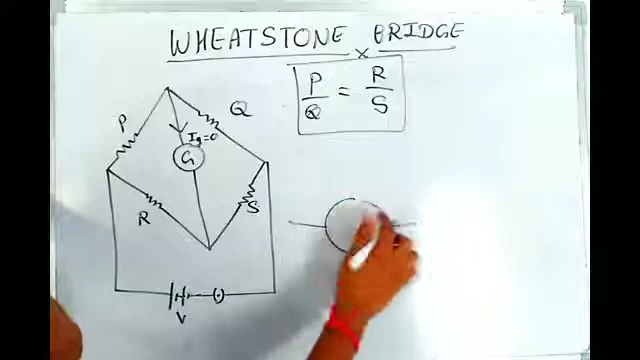 WHEATSTONE BRIDGE
×
P/Q = R/S
P
Q
Ig=0
G
R
S
V